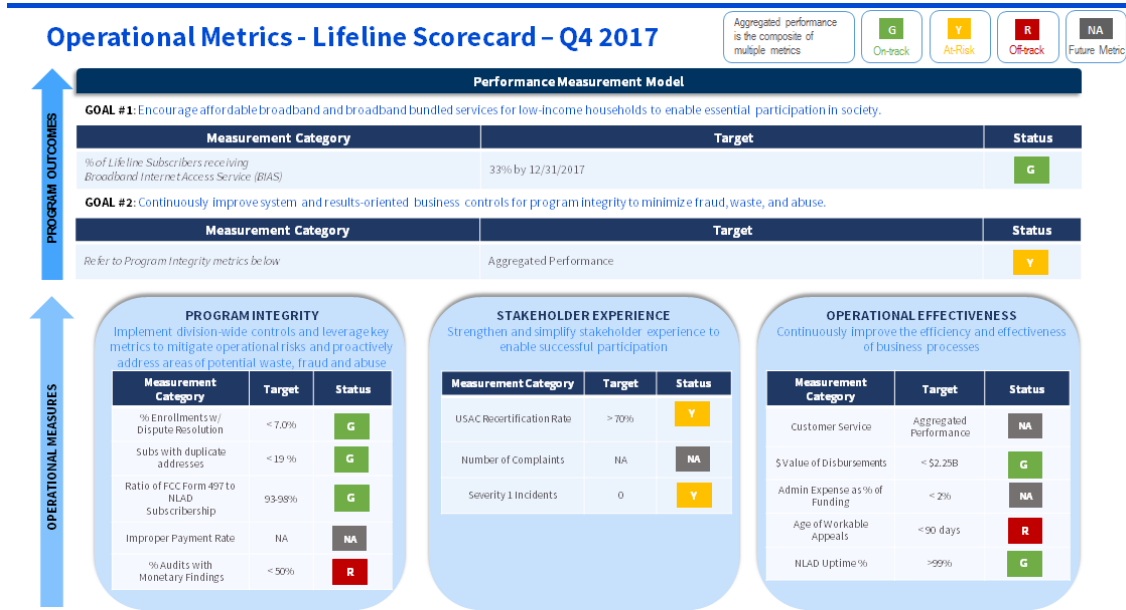 Operational Metrics - Lifeline Scorecard – Q4 2017
Aggregated performance
is the composite of
multiple metrics
G
On-track
Y
At-Risk
R
Off-track
NA
Future Metric
PROGRAM OUTCOMES
Performance Measurement Model
GOAL #1: Encourage affordable broadband and broadband bundled services for low-income households to enable essential participation in society.
Measurement Category Target Status
% of Lifeline Subscribers receiving
Broadband Internet Access Service (BIAS)
33% by 12/31/2017
G
GOAL #2: Continuously improve system and results-oriented business controls for program integrity to minimize fraud, waste, and abuse.
Measurement Category Target Status
Refer to Program Integrity metrics below Aggregated Performance Y
OPERATIONAL MEASURES
PROGRAM INTEGRITY
Implement division-wide controls and leverage key
metrics to mitigate operational risks and proactively
address areas of potential waste, fraud and abuse
Measurement
Category
Target Status
% Enrollments w/
Dispute Resolution
< 7.0% G
Subs with duplicate
addresses
< 19 % G
Ratio of FCC Form 497 to
NLAD
Subscribership
93-98% G
Improper Payment Rate NA NA
% Audits with
Monetary Findings
< 50% R
STAKEHOLDER EXPERIENCE
Strengthen and simplify stakeholder experience to
enable successful participation
Measurement Category Target Status
USAC Recertification Rate > 70% Y
Number of Complaints NA NA
Severity 1 Incidents 0 Y
OPERATIONAL EFFECTIVENESS
Continuously improve the efficiency and effectiveness
of business processes
Measurement
Category
Target Status
Customer Service
Aggregated
Performance
NA
$ Value of Disbursements < $2.25B G
Admin Expense as % of
Funding
< 2% NA
Age of Workable
Appeals
< 90 days R
NLAD Uptime % >99% G